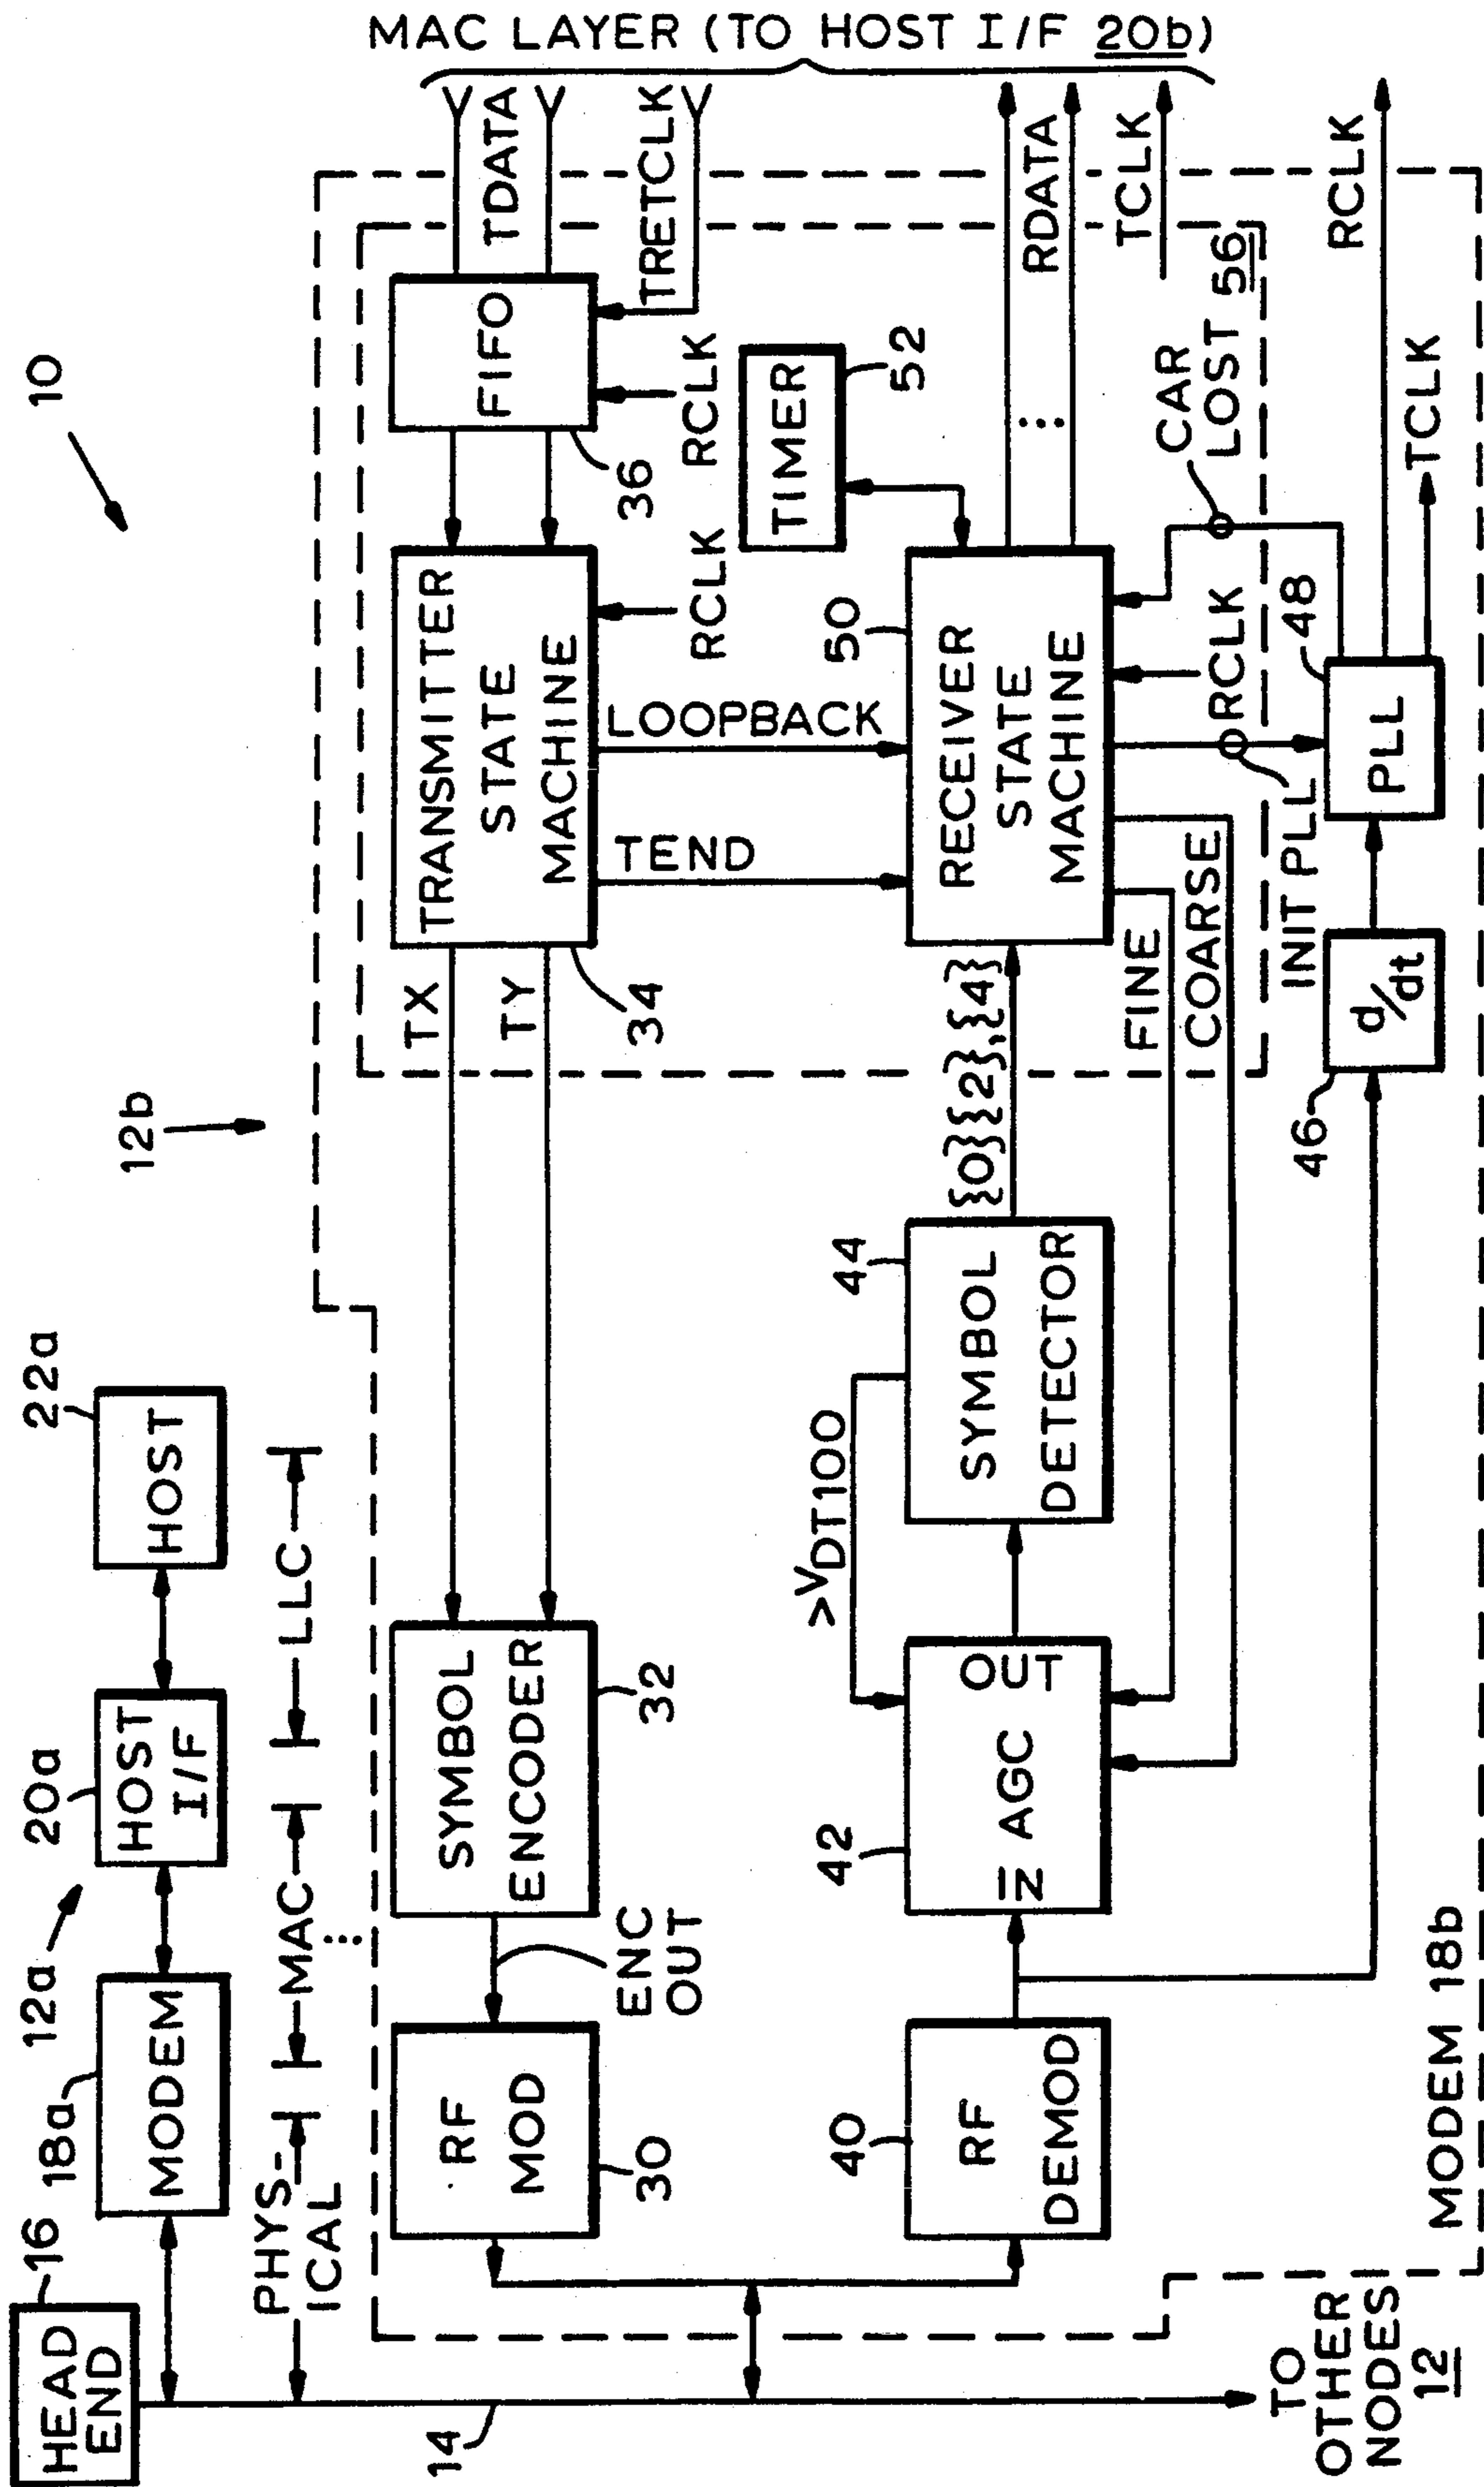 10
HEAD
END
16
18a
MODEM
12a
20a
HOST
I/F
22a
HOST
PHYS-
ICAL
MAC
LLC
14
12b
TO
OTHER
NODES
12
MAC LAYER (TO HOST I/F 20b)
RF
MOD
30
ENC
OUT
SYMBOL
ENCODER
32
TX
TY
TRANSMITTER
STATE
MACHINE
34
RCLK
FIFO
36
RCLK
TDATA
TRETCLK
LOOPBACK
TEND
TIMER
52
RF
DEMOD
40
IN
AGC
OUT
42
>VDT100
SYMBOL
DETECTOR
44
{0}{2},{4}
RECEIVER
STATE
MACHINE
50
RDATA
TCLK
FINE
COARSE
RCLK
CAR
LOST
56
INIT PLL
d/dt
46
PLL
48
RCLK
TCLK
MODEM 18b